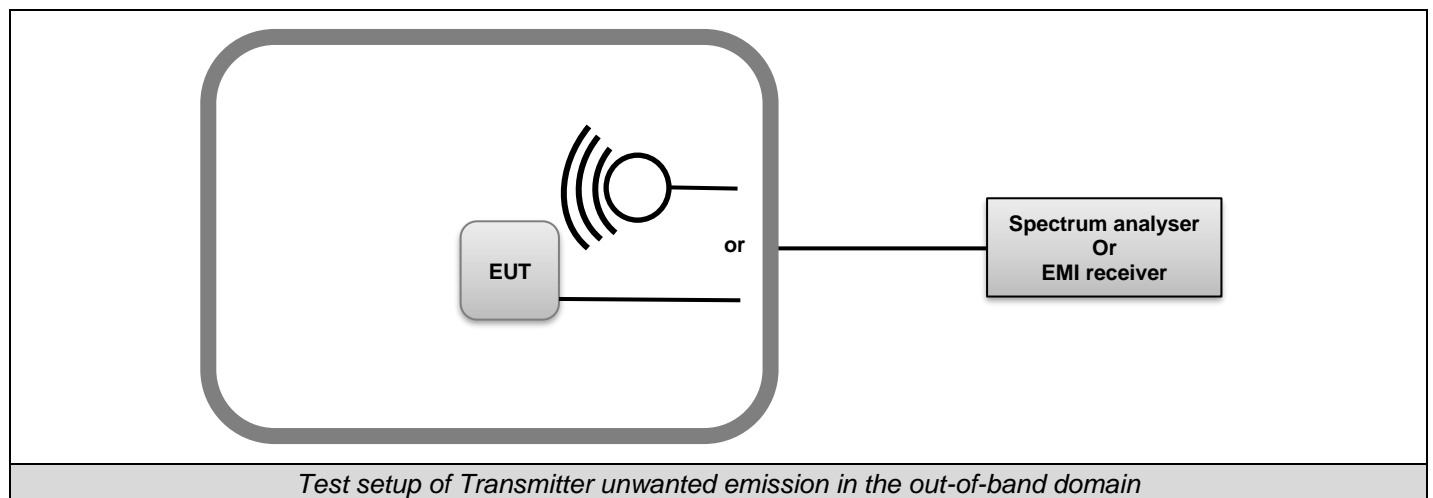 or
EUT
Spectrum analyser
Or
EMI receiver
Test setup of Transmitter unwanted emission in the out-of-band domain